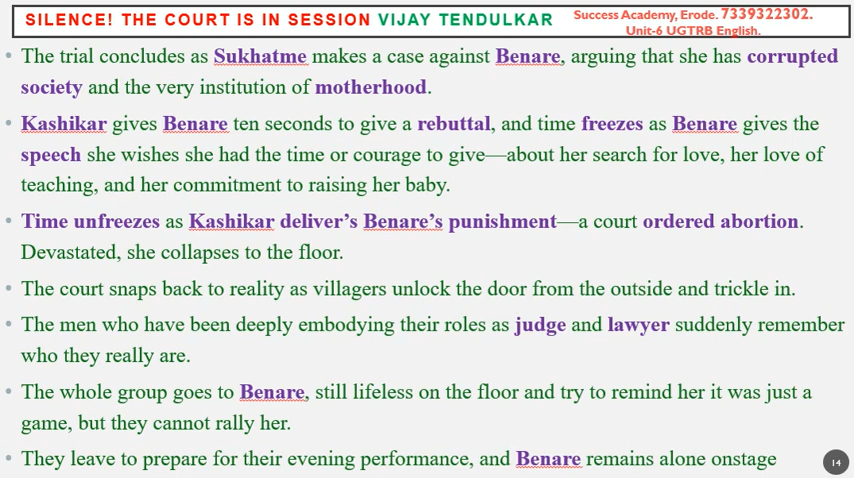 SILENCE! THE COURT IS IN SESSION VIJAY TENDULKAR
Success Academy, Erode. 7339322302.
Unit-6 UGTRB English.
• The trial concludes as Sukhatme makes a case against Benare, arguing that she has corrupted
society and the very institution of motherhood.
• Kashikar gives Benare ten seconds to give a rebuttal, and time freezes as Benare gives the
speech she wishes she had the time or courage to give—about her search for love, her love of
teaching, and her commitment to raising her baby.
• Time unfreezes as Kashikar deliver's Benare's punishment—a court ordered abortion.
Devastated, she collapses to the floor.
• The court snaps back to reality as villagers unlock the door from the outside and trickle in.
• The men who have been deeply embodying their roles as judge and lawyer suddenly remember
who they really are.
• The whole group goes to Benare, still lifeless on the floor and try to remind her it was just a
game, but they cannot rally her.
• They leave to prepare for their evening performance, and Benare remains alone onstage
14